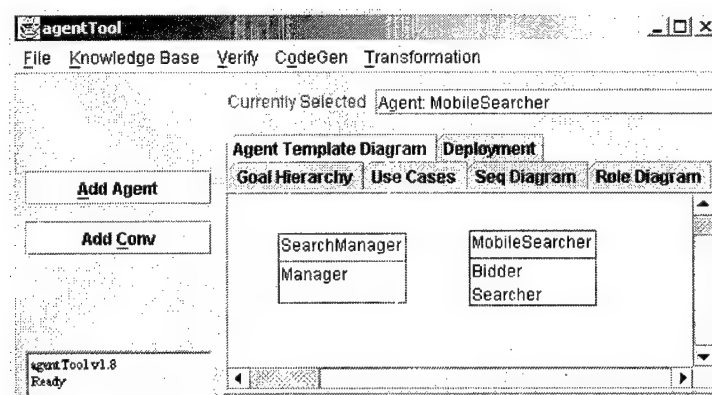 agentTool
File Knowledge Base Verify CodeGen Transformation
Currently Selected Agent: MobileSearcher
Agent Template Diagram Deployment
Goal Hierarchy Use Cases Seq Diagram Role Diagram
Add Agent
Add Conv
SearchManager
Manager
MobileSearcher
Bidder
Searcher
agentTool v1.8
Ready